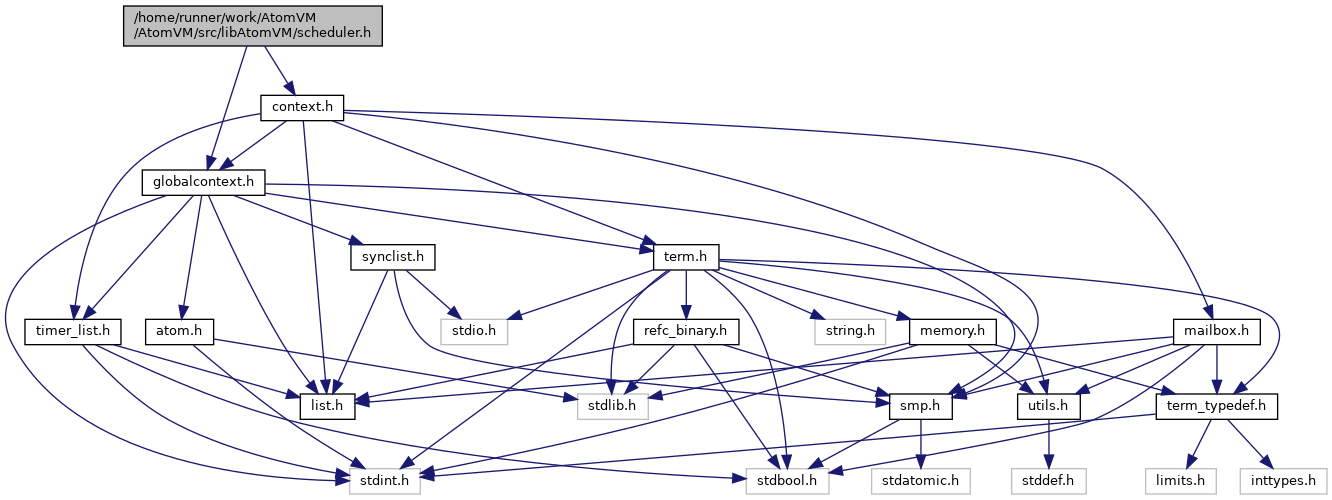 /home/runner/work/AtomVM
/AtomVM/src/libAtomVM/scheduler.h
context.h
globalcontext.h
synclist.h
term.h
timer_list.h
atom.h
stdio.h
refc_binary.h
string.h
memory.h
mailbox.h
list.h
stdlib.h
smp.h
utils.h
term_typedef.h
stdint.h
stdbool.h
stdatomic.h
stddef.h
limits.h
inttypes.h